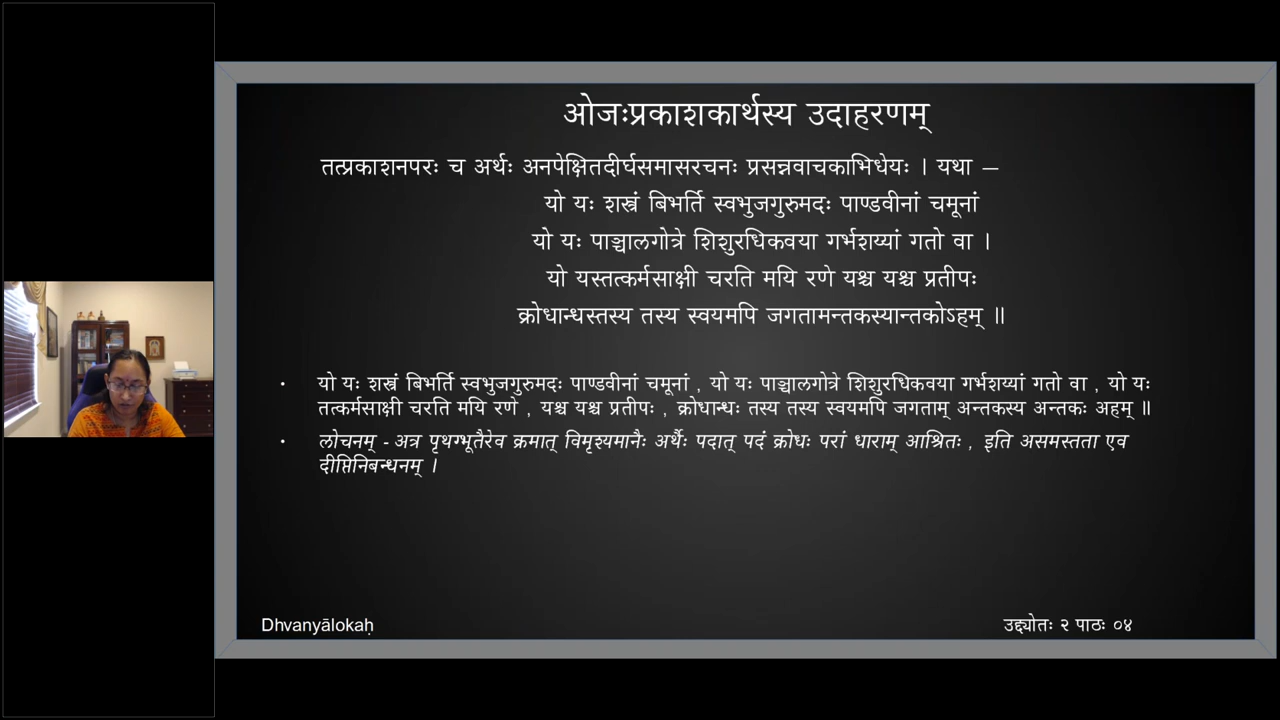 ओजःप्रकाशकार्थस्य उदाहरणम्
तत्प्रकाशनपरः च अर्थः अनपेक्षितदीर्घसमासरचनः प्रसन्नवाचकाभिधेयः । यथा —
यो यः शस्त्रं बिभर्ति स्वभुजगुरुमदः पाण्डवीनां चमूनां
यो यः पाञ्चालगोत्रे शिशुरधिकवया गर्भशय्यां गतो वा ।
यो यस्तत्कर्मसाक्षी चरति मयि रणे यश्च यश्च प्रतीपः
क्रोधान्धस्तस्य तस्य स्वयमपि जगतामन्तकस्यान्तकोऽहम् ॥
• यो यः शस्त्रं बिभर्ति स्वभुजगुरुमदः पाण्डवीनां चमूनां , यो यः पाञ्चालगोत्रे शिशुरधिकवया गर्भशय्यां गतो वा , यो यः
तत्कर्मसाक्षी चरति मयि रणे , यश्च यश्च प्रतीपः , क्रोधान्धः तस्य तस्य स्वयमपि जगताम् अन्तकस्य अन्तकः अहम् ॥
• लोचनम् - अत्र पृथग्भूतैरेव क्रमात् विमृश्यमानैः अर्थैः पदात् पदं क्रोधः परां धाराम् आश्रितः , इति असमस्तता एव
दीप्तिनिबन्धनम् ।
Dhvanyālokaḥ
उद्द्योतः २ पाठः ०४